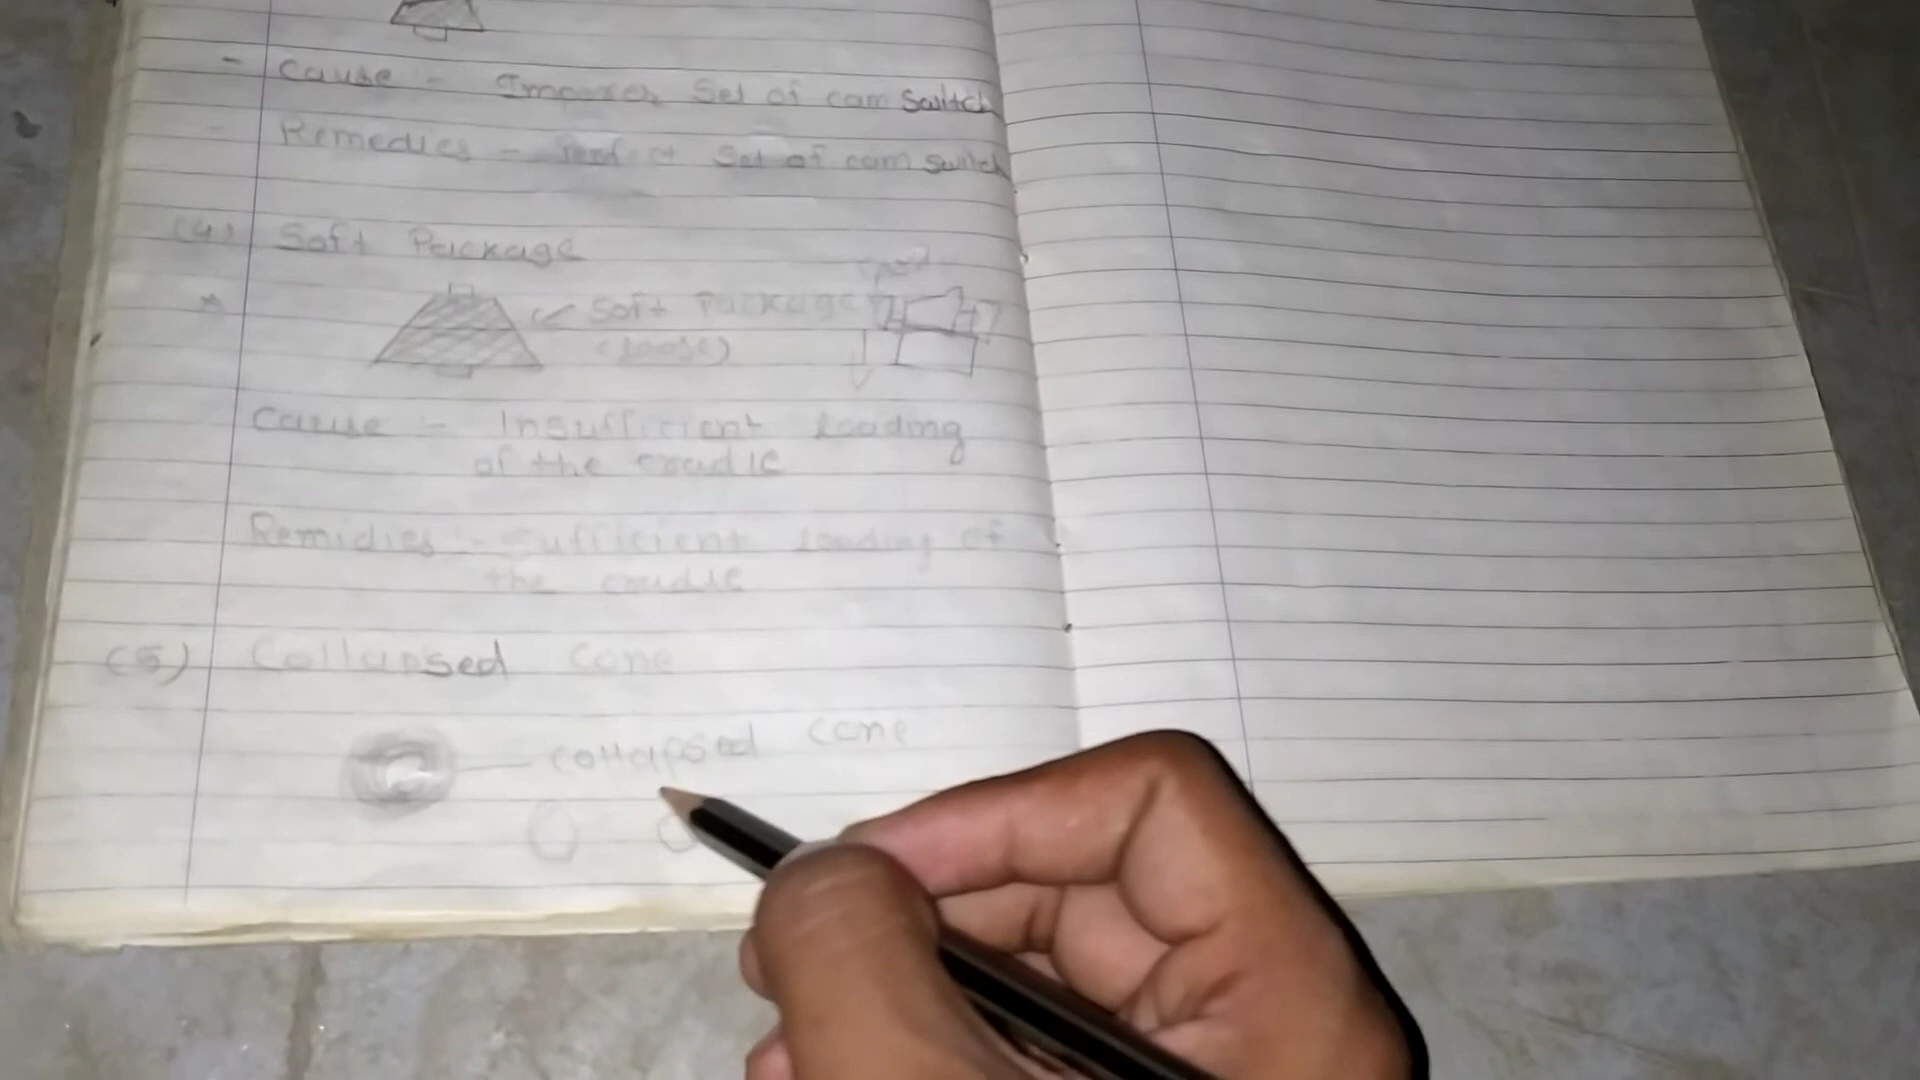 - Cause - Improper Set of cam Switch
- Remedies - Perfect Set of cam switch
(4) Soft Package
Soft Package
(Loose)
Cause - Insufficient Loading
of the cradle
Remidies - Sufficient Loading of
the cradle
(5) Collapsed Cone
Collapsed cone